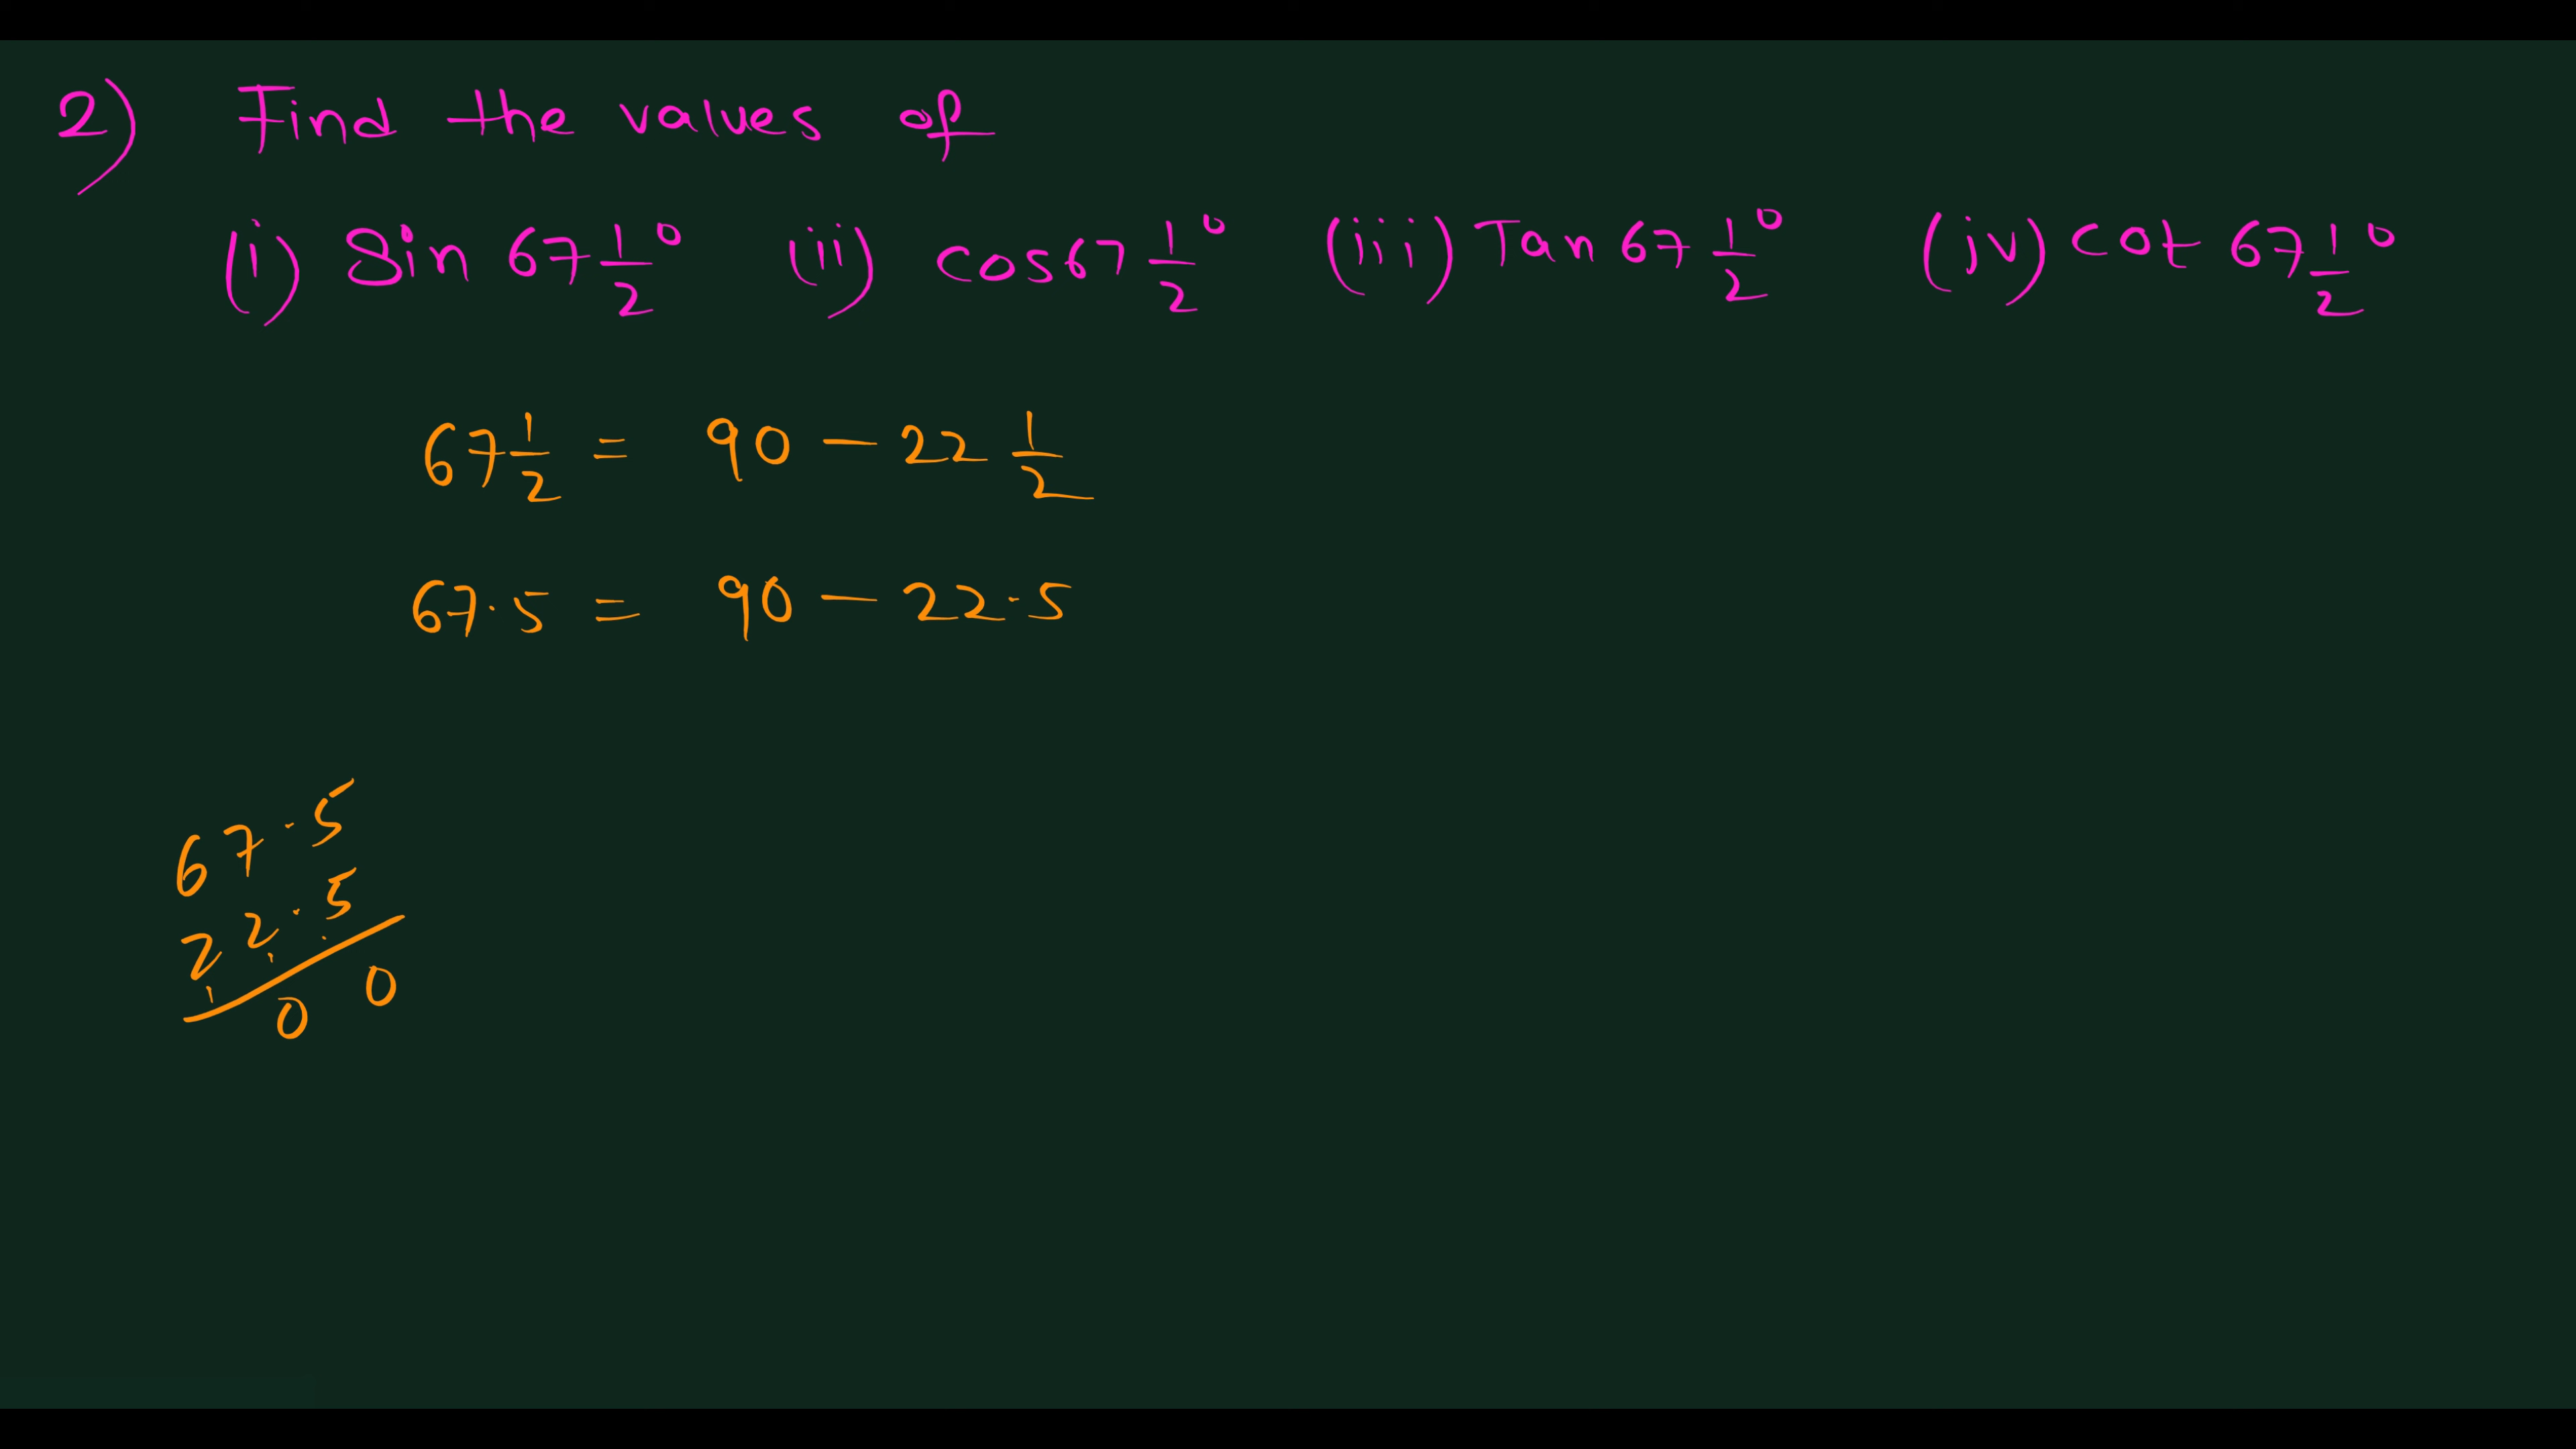 2) Find the values of
(i) Sin 67 1/2° (ii) cos 67 1/2° (iii) Tan 67 1/2° (iv) cot 67 1/2°
67 1/2 = 90 - 22 1/2
67.5 = 90 - 22.5
67.5
22.5
0 0